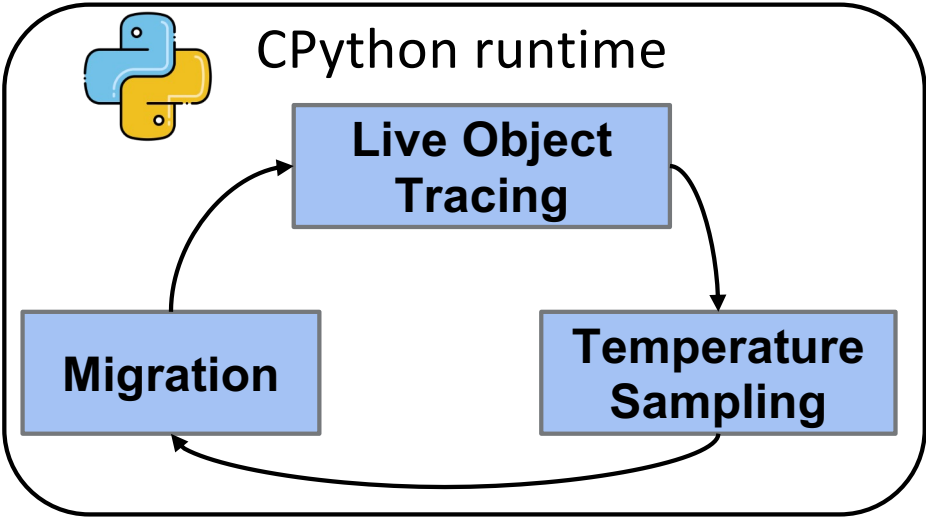 CPython runtime
Live Object
Tracing
Migration
Temperature
Sampling